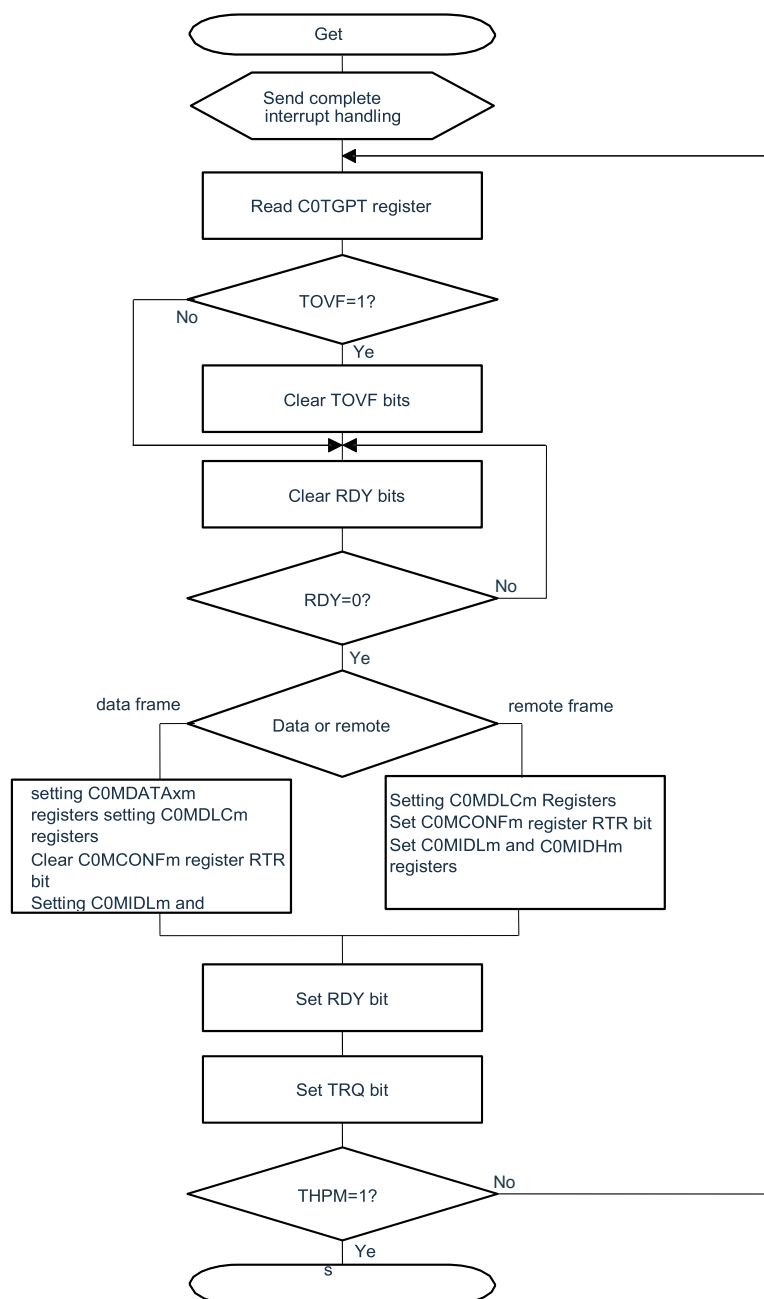 Get
Send complete
interrupt handling
Read C0TGPT register
TOVF=1?
No
Ye
Clear TOVF bits
Clear RDY bits
RDY=0?
No
Ye
data frame
Data or remote
remote frame
setting C0MDATAxm
registers setting C0MDLCm
registers
Clear C0MCONFm register RTR
bit
Setting C0MIDLm and
Setting C0MDLCm Registers
Set C0MCONFm register RTR bit
Set C0MIDLm and C0MIDHm
registers
Set RDY bit
Set TRQ bit
THPM=1?
No
Ye
s